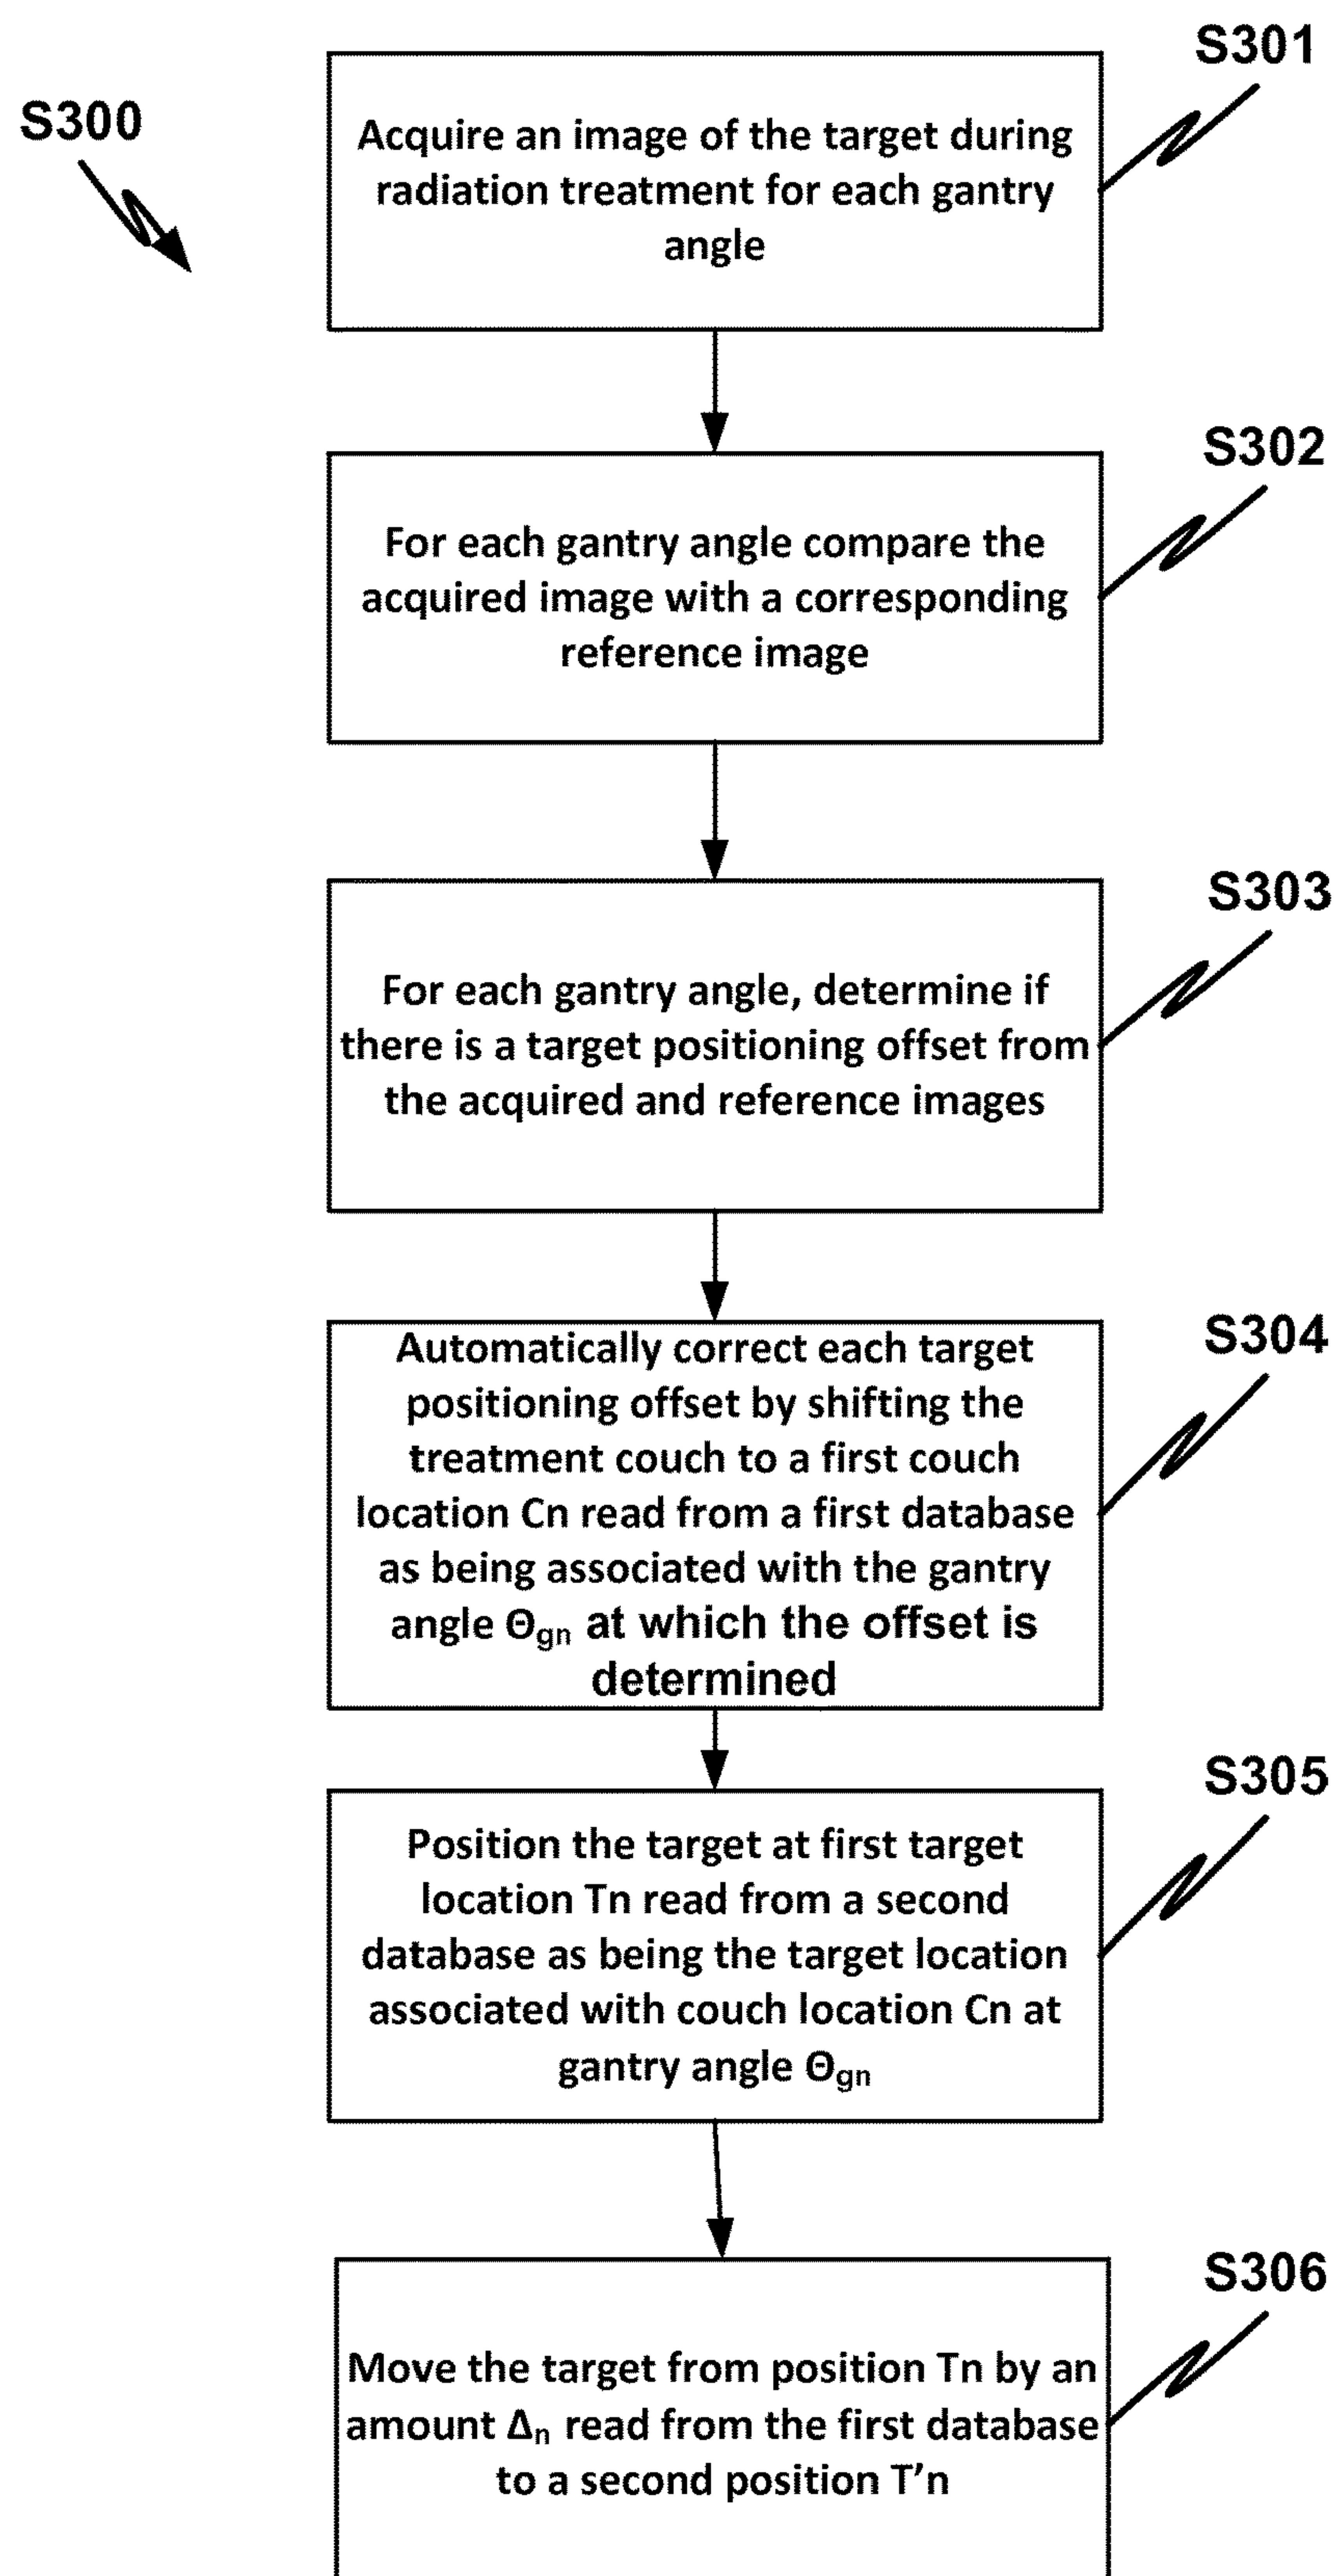 S301
S300
Acquire an image of the target during
radiation treatment for each gantry
angle
S302
For each gantry angle compare the
acquired image with a corresponding
reference image
S303
For each gantry angle, determine if
there is a target positioning offset from
the acquired and reference images
S304
Automatically correct each target
positioning offset by shifting the
treatment couch to a first couch
location Cn read from a first database
as being associated with the gantry
angle Θgn at which the offset is
determined
S305
Position the target at first target
location Tn read from a second
database as being the target location
associated with couch location Cn at
gantry angle Θgn
S306
Move the target from position Tn by an
amount Δn read from the first database
to a second position T’n